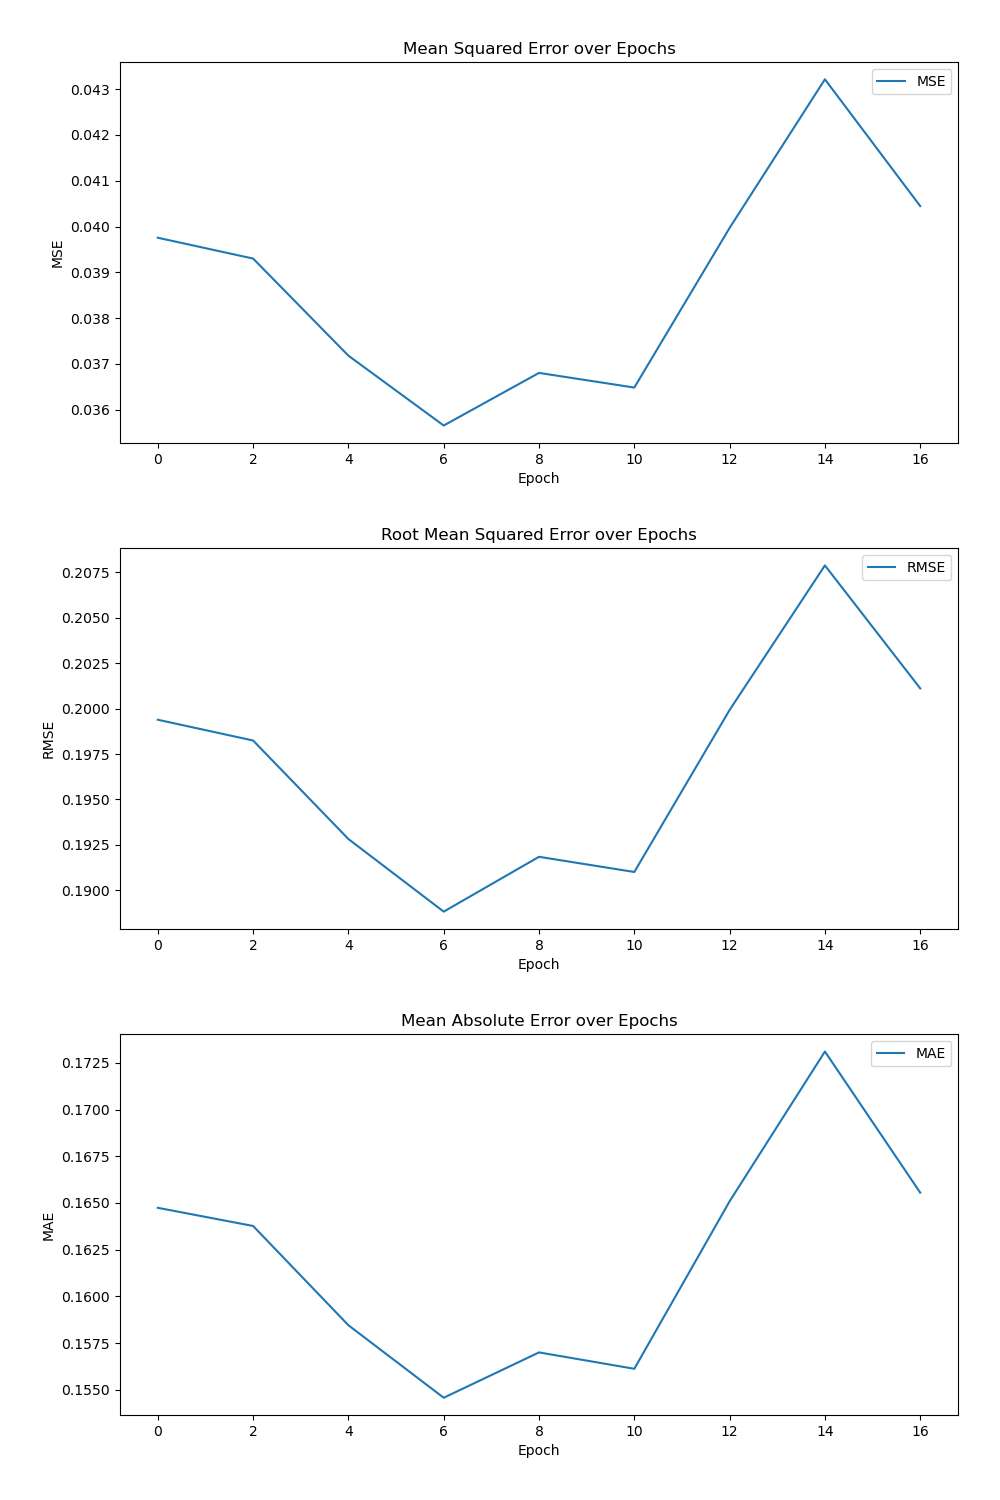 Mean Squared Error over Epochs
MSE
0.043
0.042
0.041
0.040
0.039
0.038
0.037
0.036
MSE
0 2 4 6 8 10 12 14 16
Epoch
Root Mean Squared Error over Epochs
RMSE
0.2075
0.2050
0.2025
0.2000
0.1975
0.1950
0.1925
0.1900
RMSE
0 2 4 6 8 10 12 14 16
Epoch
Mean Absolute Error over Epochs
MAE
0.1725
0.1700
0.1675
0.1650
0.1625
0.1600
0.1575
0.1550
MAE
0 2 4 6 8 10 12 14 16
Epoch